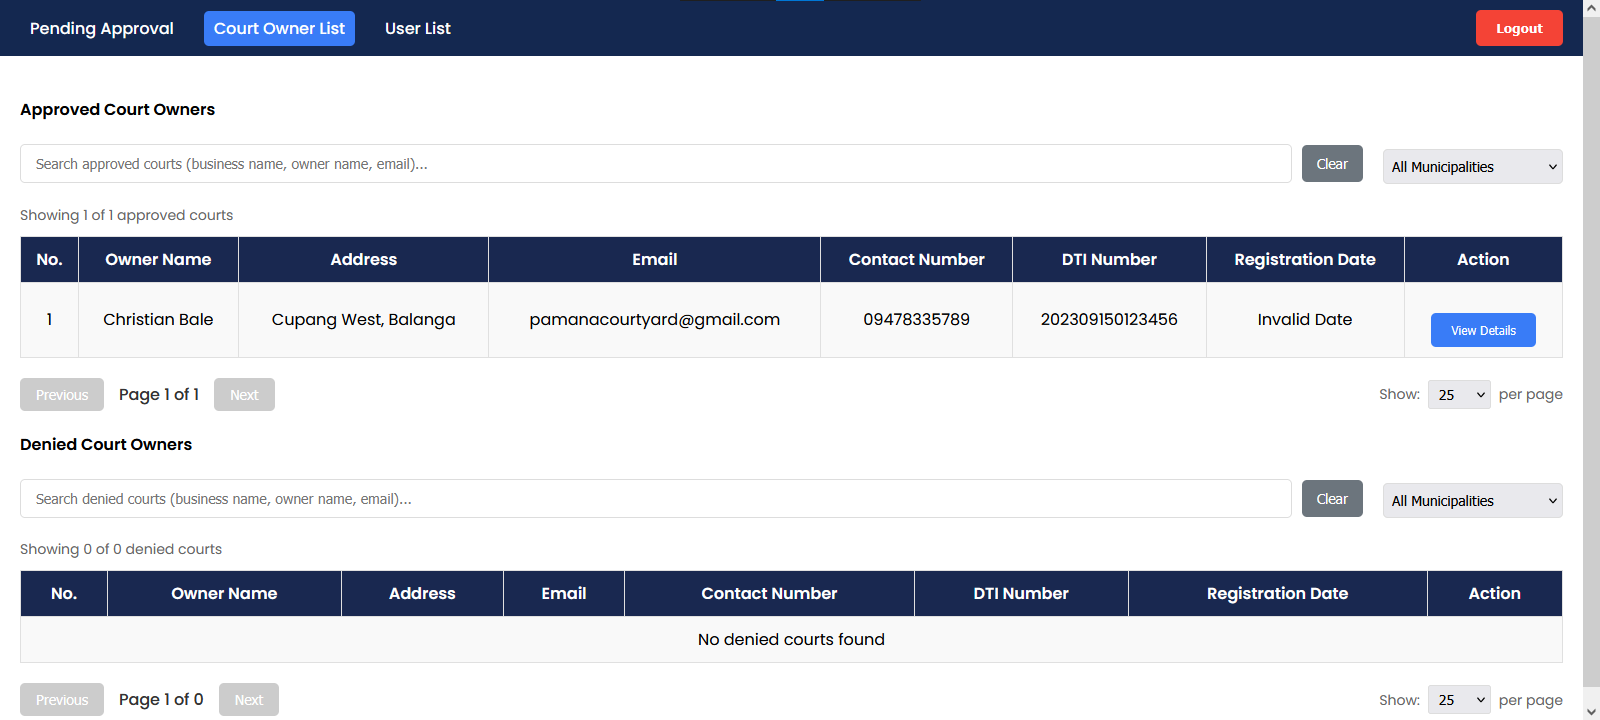 Pending Approval Court Owner List User List Logout
Approved Court Owners
Search approved courts (business name, owner name, email)... Clear All Municipalities
Showing 1 of 1 approved courts
No. Owner Name Address Email Contact Number DTI Number Registration Date Action
1 Christian Bale Cupang West, Balanga pamanacourtyard@gmail.com 09478335789 202309150123456 Invalid Date View Details
Previous Page 1 of 1 Next Show: 25 per page
Denied Court Owners
Search denied courts (business name, owner name, email)... Clear All Municipalities
Showing 0 of 0 denied courts
No. Owner Name Address Email Contact Number DTI Number Registration Date Action
No denied courts found
Previous Page 1 of 0 Next Show: 25 per page